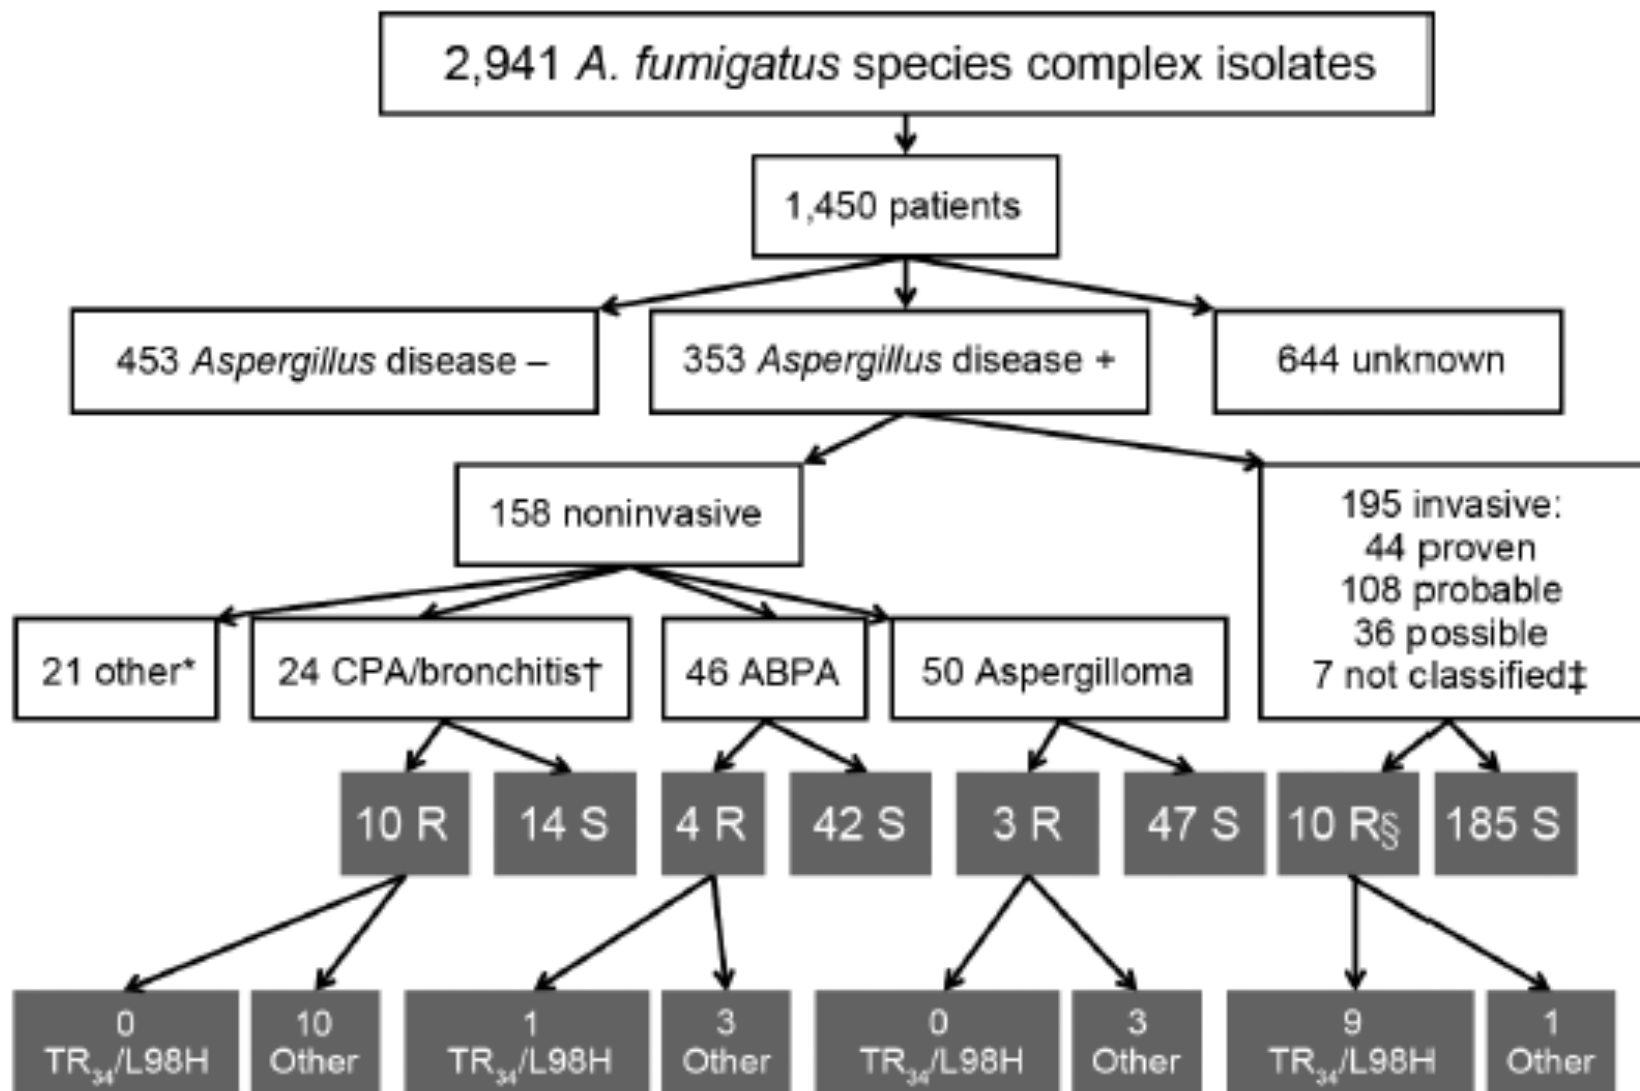 2,941 A. fumigatus species complex isolates
1,450 patients
453 Aspergillus disease –
353 Aspergillus disease +
644 unknown
158 noninvasive
195 invasive:
44 proven
108 probable
36 possible
7 not classified‡
21 other*
24 CPA/bronchitis†
46 ABPA
50 Aspergilloma
10 R
14 S
4 R
42 S
3 R
47 S
10 R§
185 S
0
TR₃₄/L98H
10
Other
1
TR₃₄/L98H
3
Other
0
TR₃₄/L98H
3
Other
9
TR₃₄/L98H
1
Other